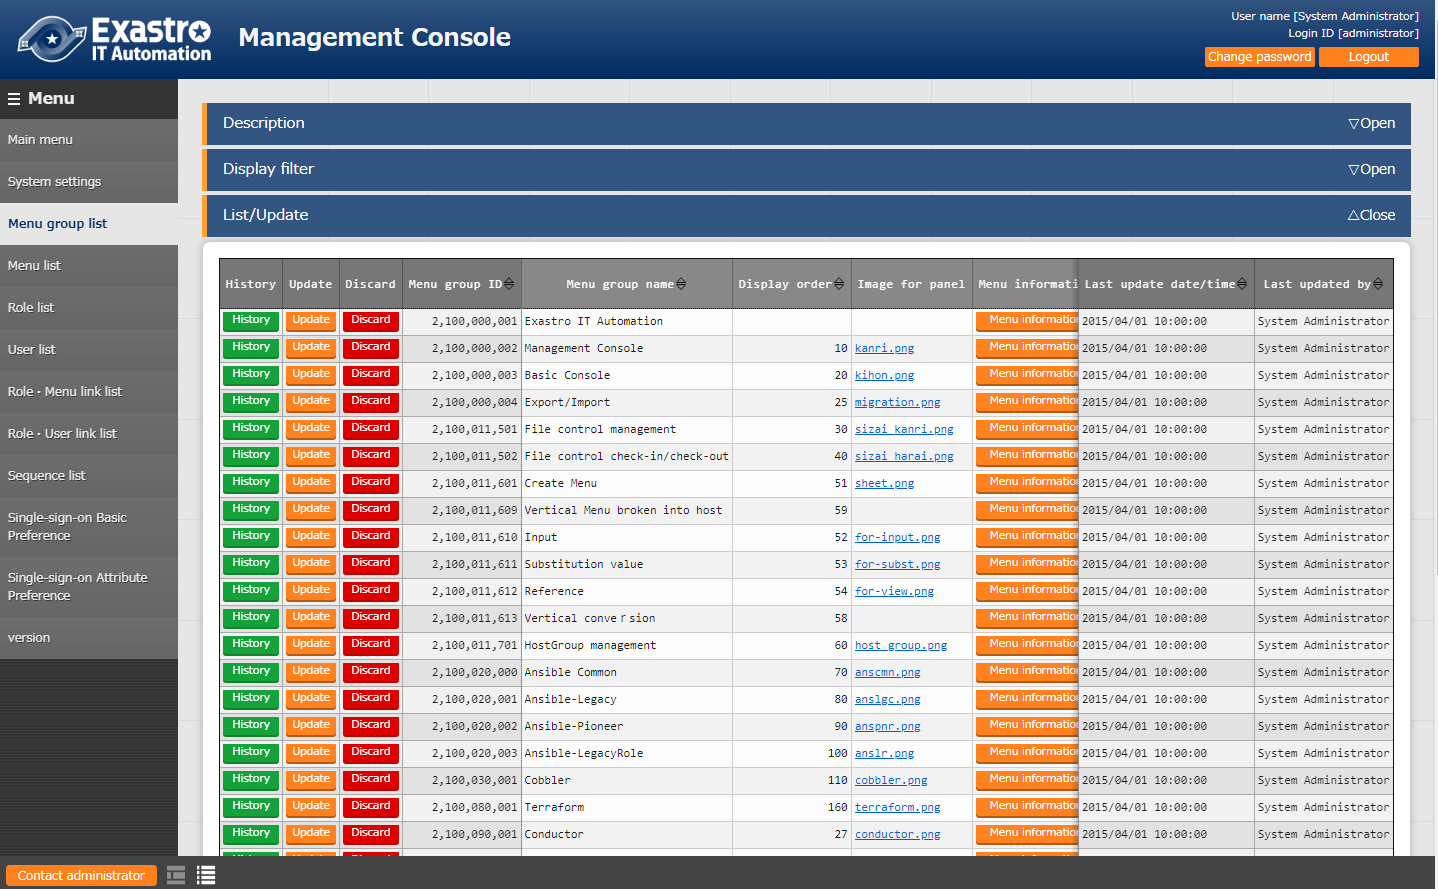 Exastro
IT Automation
Management Console
User name [System Administrator]
Login ID [administrator]
Change password
Logout
Menu
Main menu
System settings
Menu group list
Menu list
Role list
User list
Role - Menu link list
Role - User link list
Sequence list
Single-sign-on Basic
Preference
Single-sign-on Attribute
Preference
version
Description ▽Open
Display filter ▽Open
List/Update △Close
History Update Discard Menu group ID Menu group name Display order Image for panel Menu informati Last update date/time Last updated by
History Update Discard 2,100,000,001 Exastro IT Automation Menu information 2015/04/01 10:00:00 System Administrator
History Update Discard 2,100,000,002 Management Console 10 kanri.png Menu information 2015/04/01 10:00:00 System Administrator
History Update Discard 2,100,000,003 Basic Console 20 kihon.png Menu information 2015/04/01 10:00:00 System Administrator
History Update Discard 2,100,000,004 Export/Import 25 migration.png Menu information 2015/04/01 10:00:00 System Administrator
History Update Discard 2,100,011,501 File control management 30 sizai_kanri.png Menu information 2015/04/01 10:00:00 System Administrator
History Update Discard 2,100,011,502 File control check-in/check-out 40 sizai_harai.png Menu information 2015/04/01 10:00:00 System Administrator
History Update Discard 2,100,011,601 Create Menu 51 sheet.png Menu information 2015/04/01 10:00:00 System Administrator
History Update Discard 2,100,011,609 Vertical Menu broken into host 59 Menu information 2015/04/01 10:00:00 System Administrator
History Update Discard 2,100,011,610 Input 52 for-input.png Menu information 2015/04/01 10:00:00 System Administrator
History Update Discard 2,100,011,611 Substitution value 53 for-subst.png Menu information 2015/04/01 10:00:00 System Administrator
History Update Discard 2,100,011,612 Reference 54 for-view.png Menu information 2015/04/01 10:00:00 System Administrator
History Update Discard 2,100,011,613 Vertical conveｒsion 58 Menu information 2015/04/01 10:00:00 System Administrator
History Update Discard 2,100,011,701 HostGroup management 60 host_group.png Menu information 2015/04/01 10:00:00 System Administrator
History Update Discard 2,100,020,000 Ansible Common 70 anscmn.png Menu information 2015/04/01 10:00:00 System Administrator
History Update Discard 2,100,020,001 Ansible-Legacy 80 anslgc.png Menu information 2015/04/01 10:00:00 System Administrator
History Update Discard 2,100,020,002 Ansible-Pioneer 90 anspnr.png Menu information 2015/04/01 10:00:00 System Administrator
History Update Discard 2,100,020,003 Ansible-LegacyRole 100 anslr.png Menu information 2015/04/01 10:00:00 System Administrator
History Update Discard 2,100,030,001 Cobbler 110 cobbler.png Menu information 2015/04/01 10:00:00 System Administrator
History Update Discard 2,100,080,001 Terraform 160 terraform.png Menu information 2015/04/01 10:00:00 System Administrator
History Update Discard 2,100,090,001 Conductor 27 conductor.png Menu information 2015/04/01 10:00:00 System Administrator
Contact administrator